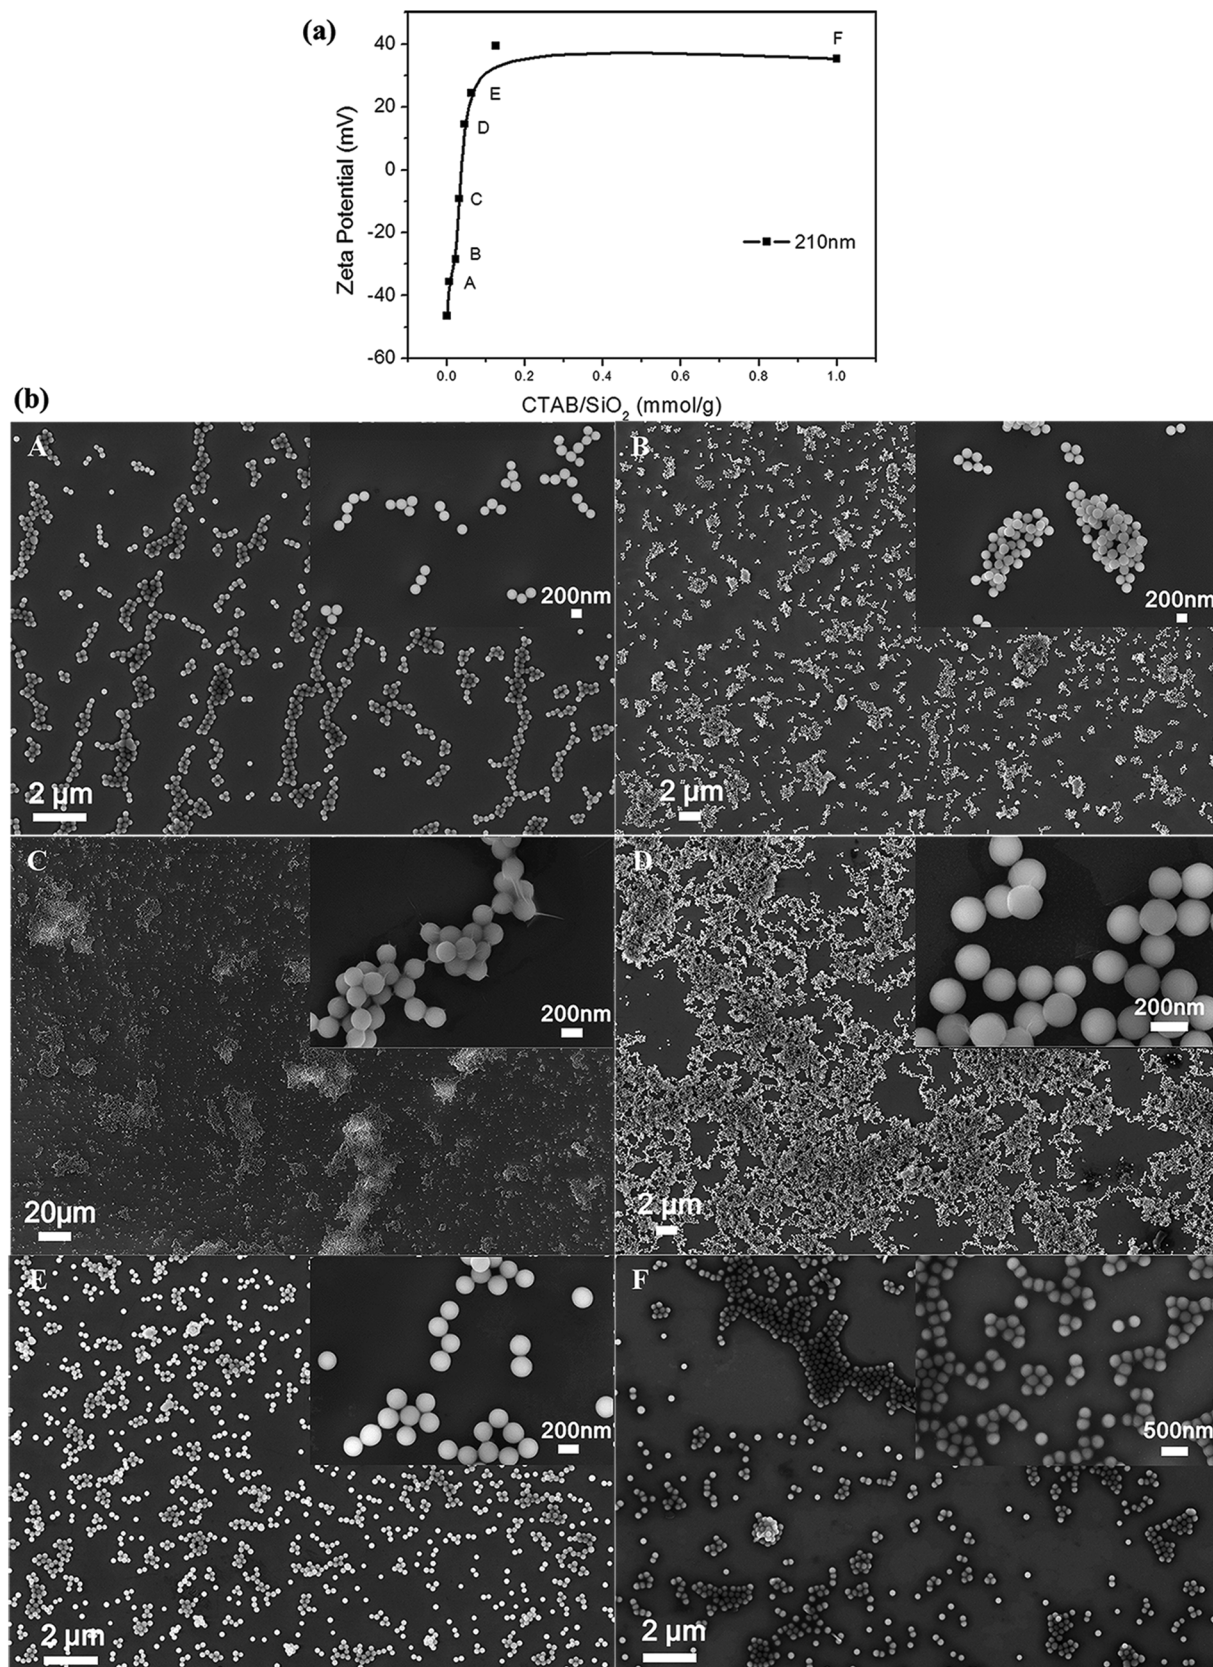 (a)
40
20
0
-20
-40
-60
Zeta Potential (mV)
F
E
D
C
B
A
210nm
0.0 0.2 0.4 0.6 0.8 1.0
CTAB/SiO₂ (mmol/g)
(b)
A
200nm
2 μm
B
200nm
2 μm
C
200nm
20μm
D
200nm
2 μm
E
200nm
2 μm
F
500nm
2 μm